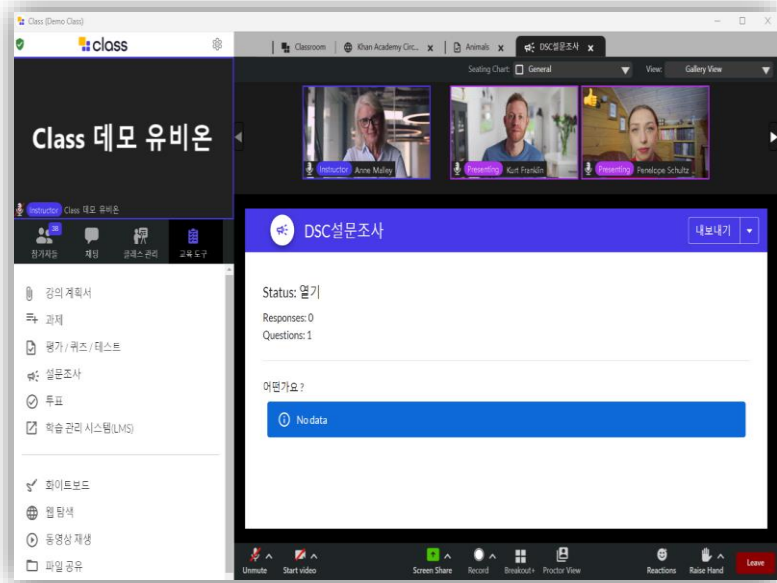 Class (Demo Class)
class
Classroom
Khan Academy Circ... x
Animals x
DSC설문조사 x
Seating Chart: General
View: Gallery View
Class 데모 유비온
Instructor Class 데모 유비온
Instructor Anne Malley
Presenting Kurt Franklin
Presenting Penelope Schultz
38
참가자들
채팅
클래스 관리
교육 도구
강의 계획서
과제
평가 / 퀴즈 / 테스트
설문조사
투표
학습 관리 시스템(LMS)
화이트보드
웹 탐색
동영상 재생
파일 공유
DSC설문조사
내보내기
Status: 열기
Responses: 0
Questions: 1
어떤가요?
No data
Unmute
Start video
Screen Share
Record
Breakout+
Proctor View
Reactions
Raise Hand
Leave